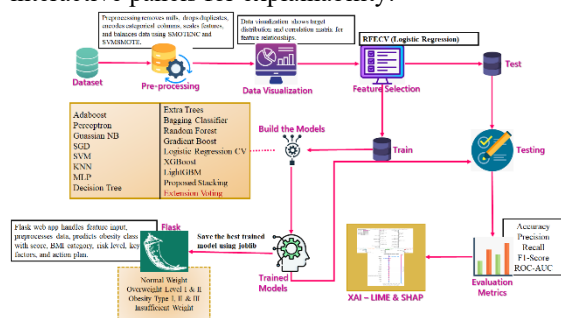 interactive panels for explainability.
Preprocessing removes nulls, drops duplicates,
encodes categorical columns, scales features,
and balances data using SMOTENC and
SVMSMOTE.
Data visualization shows target
distribution and correlation matrix for
feature relationships.
RFECV (Logistic Regression)
Dataset
Pre-processing
Data Visualization
Feature Selection
Test
Adaboost
Perceptron
Guassian NB
SGD
SVM
KNN
MLP
Decision Tree
Extra Trees
Bagging Classifier
Random Forest
Gradient Boost
Logistic Regression CV
XGBoost
LightGBM
Proposed Stacking
Extension Voting
Build the Models
Train
Testing
Flask web app handles feature input,
preprocesses data, predicts obesity class
with score, BMI category, risk level, key
factors, and action plan.
Flask
Save the best trained
model using joblib
Normal Weight
Overweight Level I & II
Obesity Type I, II & III
Insufficient Weight
Trained
Models
XAI – LIME & SHAP
Evaluation
Metrics
Accuracy
Precision
Recall
F1-Score
ROC-AUC